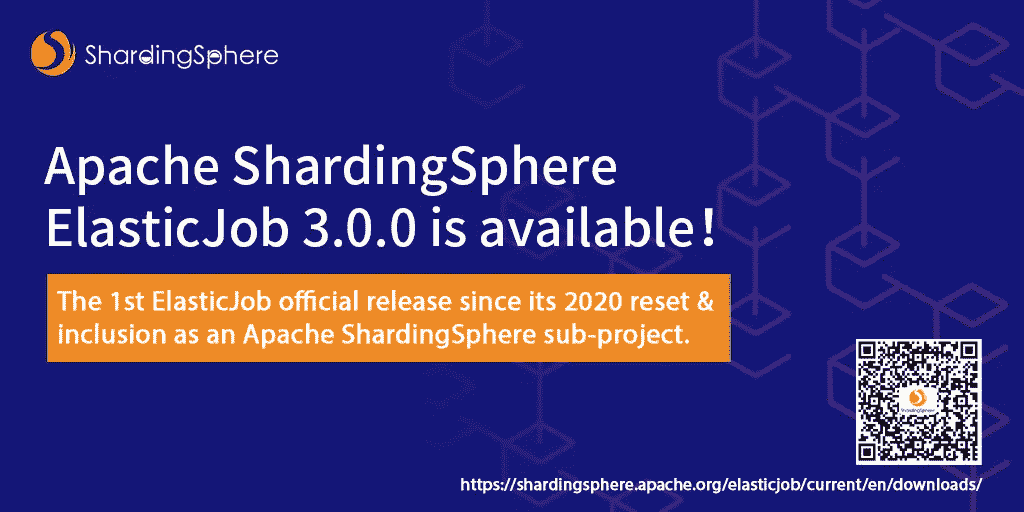 ShardingSphere
Apache ShardingSphere
ElasticJob 3.0.0 is available!
The 1st ElasticJob official release since its 2020 reset &
inclusion as an Apache ShardingSphere sub-project.
ShardingSphere
https://shardingsphere.apache.org/elasticjob/current/en/downloads/